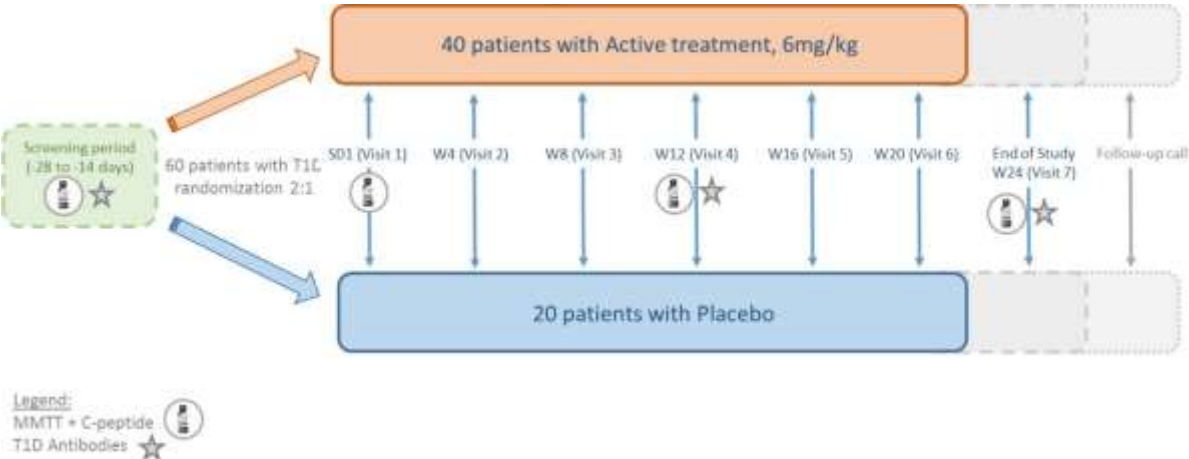 40 patients with Active treatment, 6mg/kg
Screening period
(-28 to -14 days)
60 patients with T1D
randomization 2:1
SD1 (Visit 1)
W4 (Visit 2)
W8 (Visit 3)
W12 (Visit 4)
W16 (Visit 5)
W20 (Visit 6)
End of Study
W24 (Visit 7)
Follow-up call
20 patients with Placebo
Legend:
MMTT + C-peptide
T1D Antibodies